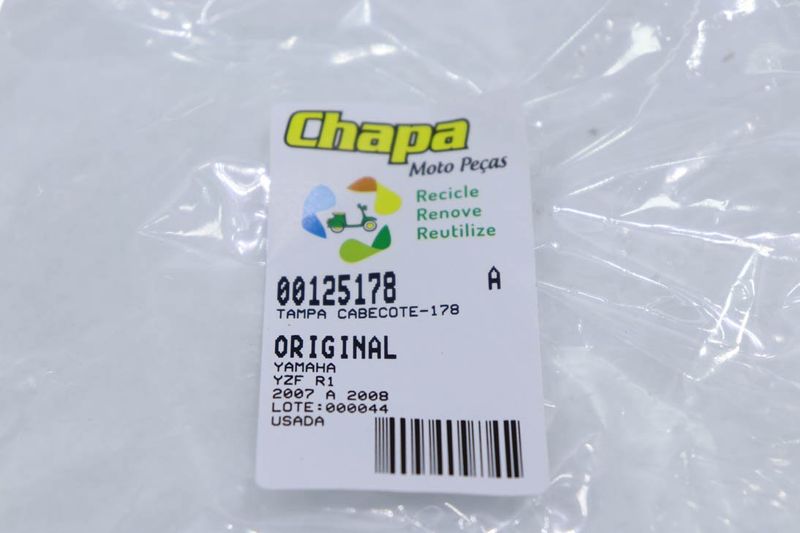 Chapa
Moto Peças
Recicle
Renove
Reutilize
00125178 A
TAMPA CABECOTE-178
ORIGINAL
YAMAHA
YZF R1
2007 A 2008
LOTE:000044
USADA